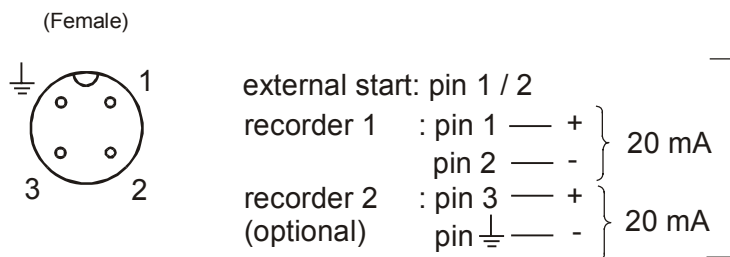 (Female)
1
3
2
external start: pin 1 / 2
recorder 1 : pin 1 — +
pin 2 — -
20 mA
recorder 2 : pin 3 — +
(optional) pin ⏚ — -
20 mA